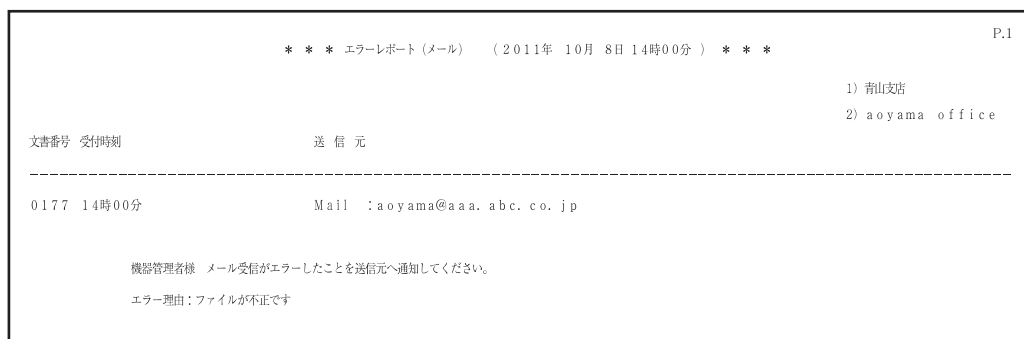 P.1
＊ ＊ ＊ エラーレポート（メール） （2011年 10月 8日 14時00分） ＊ ＊ ＊
1）青山支店
2）aoyama office
文書番号 受付時刻 送 信 元
0177 14時00分 Mail ：aoyama@aaa.abc.co.jp
機器管理者様 メール受信がエラーしたことを送信元へ通知してください。
エラー理由：ファイルが不正です